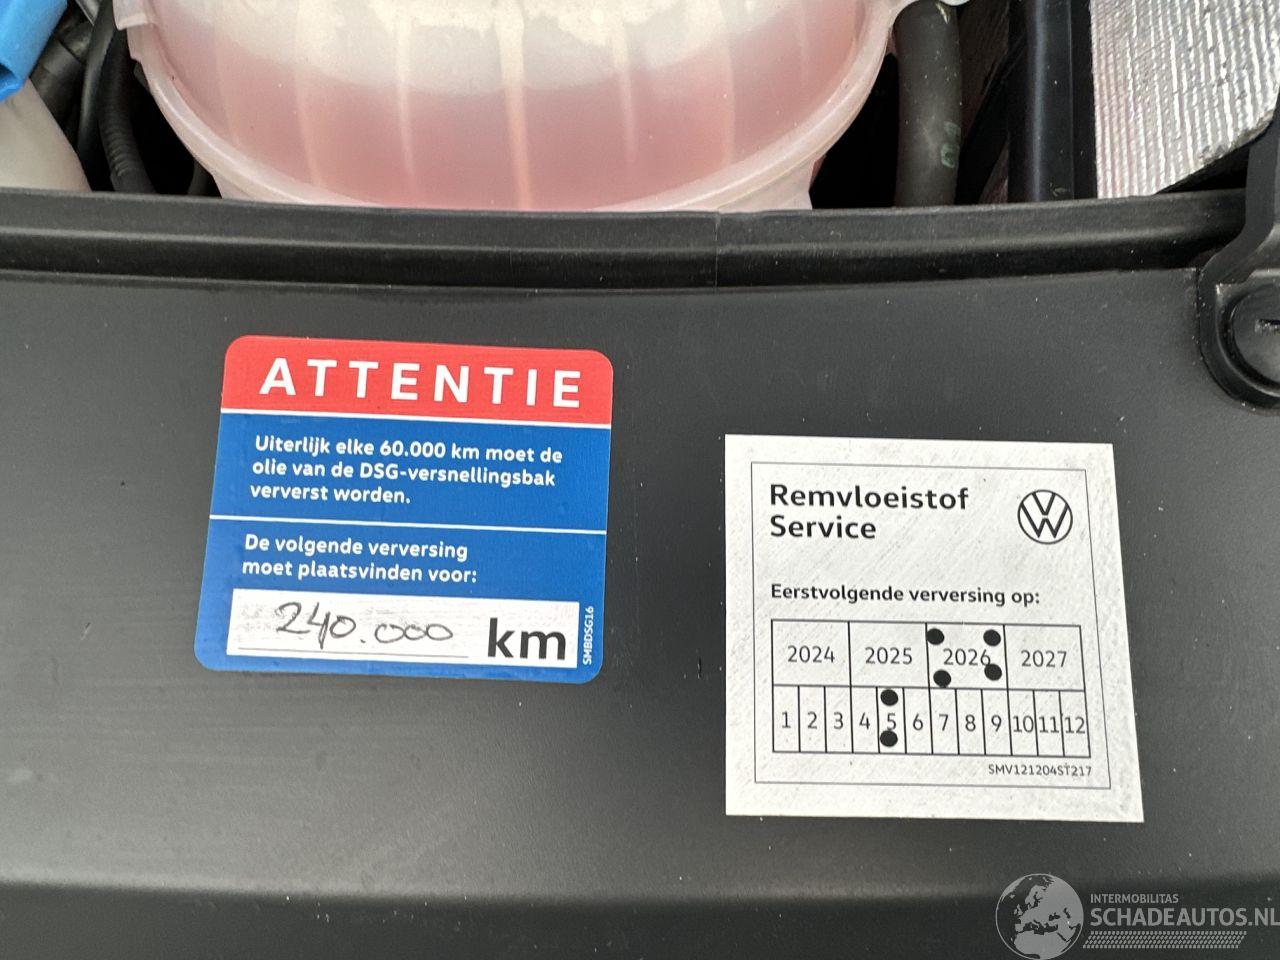 ATTENTIE
Uiterlijk elke 60.000 km moet de
olie van de DSG-versnellingsbak
ververst worden.
De volgende verversing
moet plaatsvinden voor:
240.000 km
SMBDSG16
Remvloeistof
Service
Eerstvolgende verversing op:
2024 2025 2026 2027
1 2 3 4 5 6 7 8 9 10 11 12
SMV121204ST217
INTERMOBILITAS
SCHADEAUTOS.NL